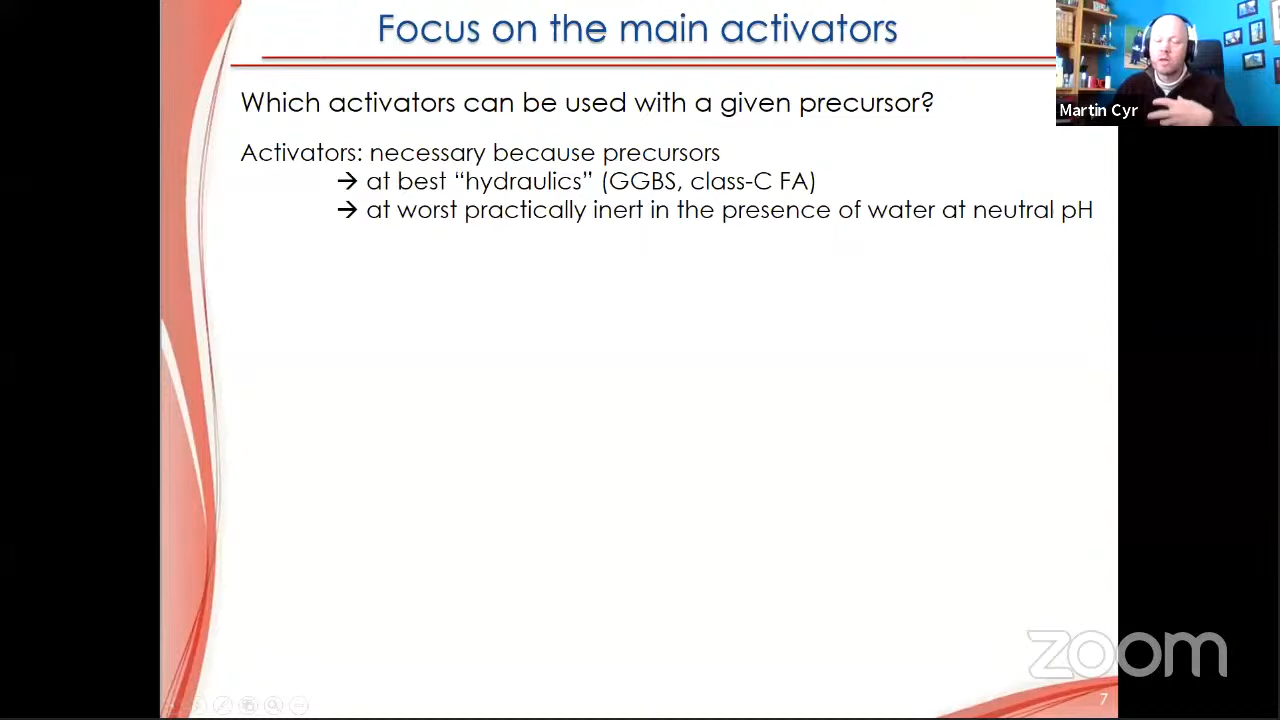 Focus on the main activators
Martin Cyr
Which activators can be used with a given precursor?
Activators: necessary because precursors
→ at best “hydraulics” (GGBS, class-C FA)
→ at worst practically inert in the presence of water at neutral pH
zoom
7